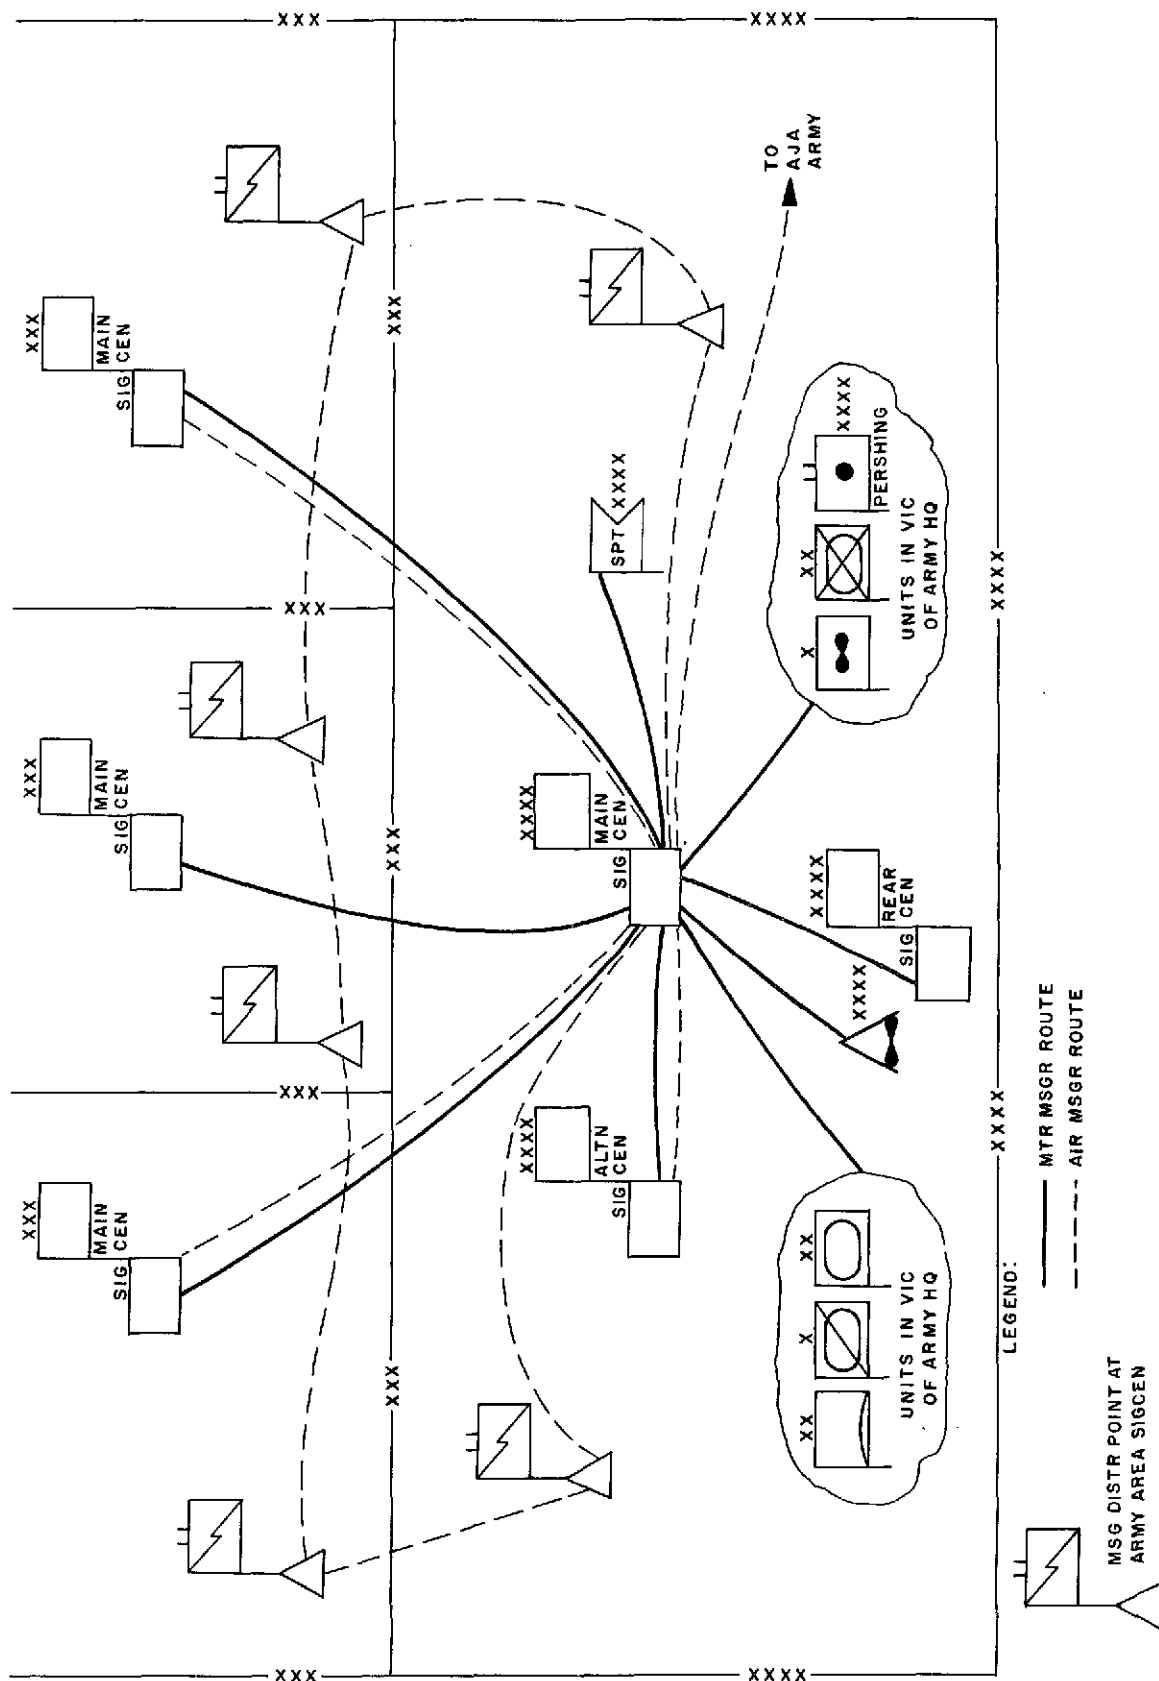 XXX
MAIN
SIG CEN
XXX
MAIN
SIG CEN
XXX
MAIN
SIG CEN
XXX
XXX
XXX
XXX
XXX
XXX
XXX
XXXX
ALTN
SIG CEN
XXXX
MAIN
SIG CEN
SPT XXXX
TO
AJA
ARMY
XXXX
XXXX
XX
X
XX
UNITS IN VIC
OF ARMY HQ
XXXX
XXXX
REAR
SIG CEN
X
XX
XXXX
PERSHING
UNITS IN VIC
OF ARMY HQ
XXXX
XXXX
LEGEND:
MSG DISTR POINT AT
ARMY AREA SIGCEN
MTR MSGR ROUTE
AIR MSGR ROUTE